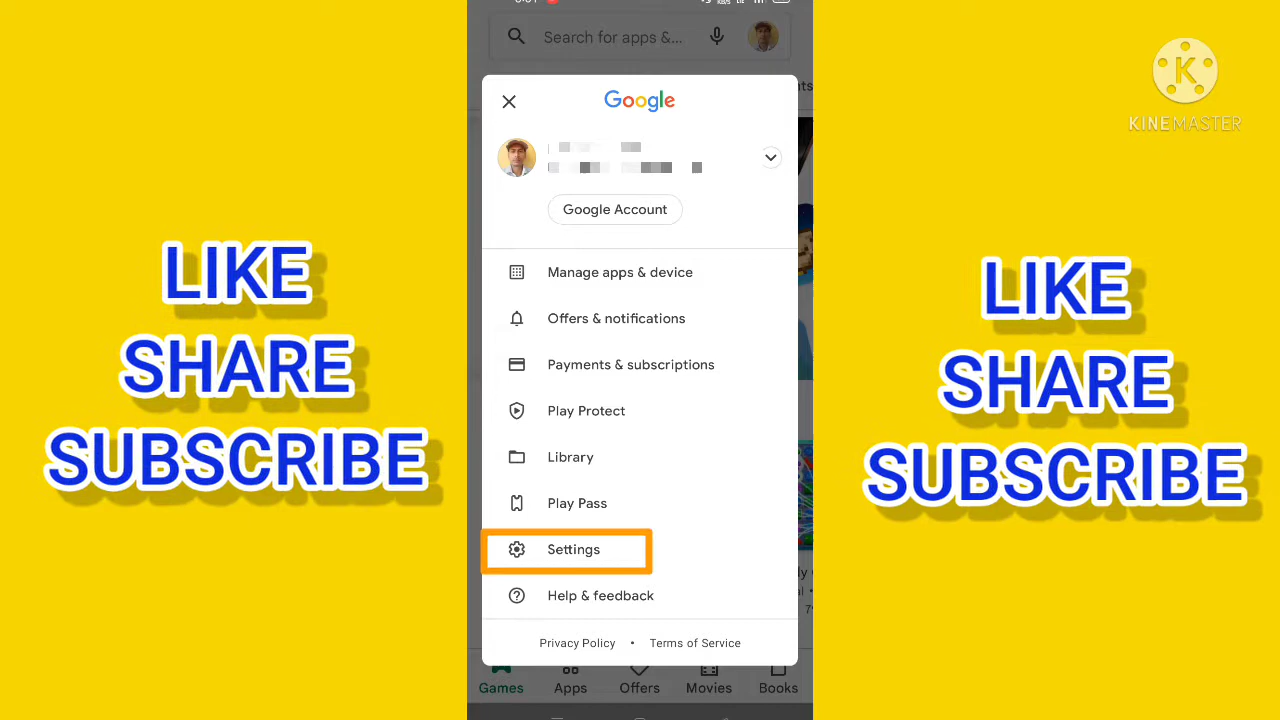 Search for apps &...
Google
Google Account
Manage apps & device
Offers & notifications
Payments & subscriptions
Play Protect
Library
Play Pass
Settings
Help & feedback
Privacy Policy • Terms of Service
Games Apps Offers Movies Books
LIKE
SHARE
SUBSCRIBE
LIKE
SHARE
SUBSCRIBE
K
KINEMASTER